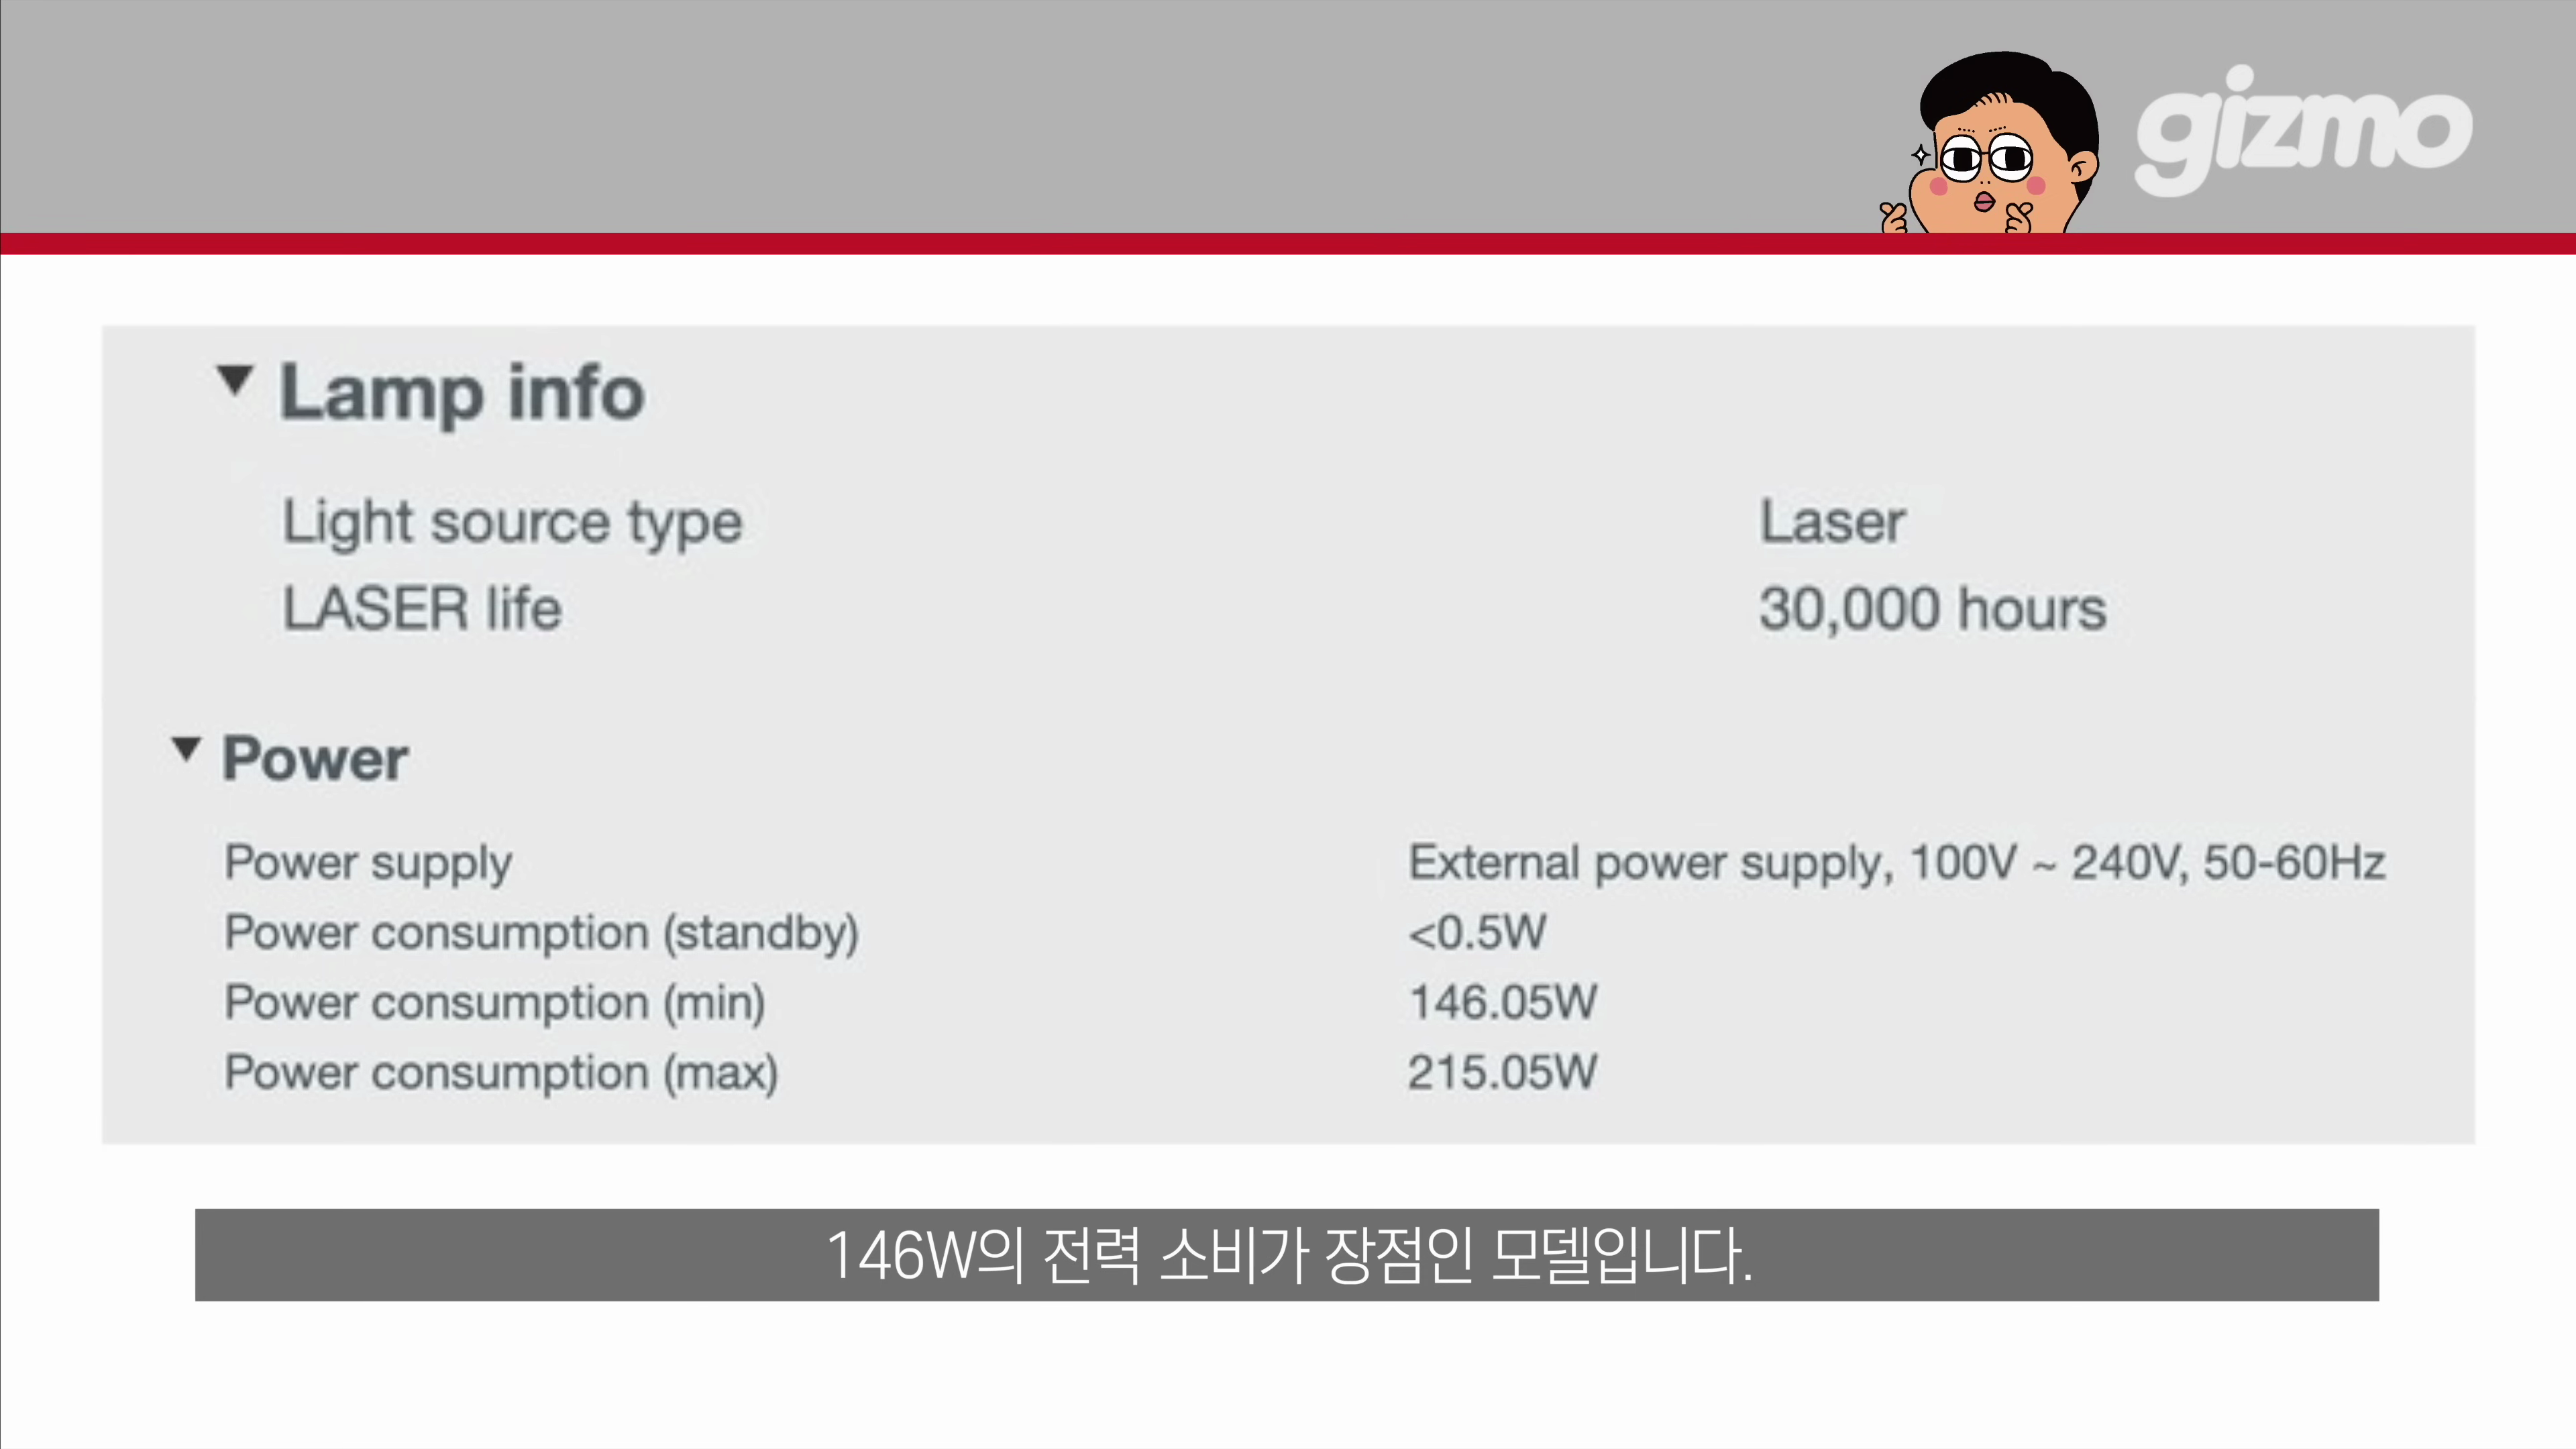 gizmo
▼ Lamp info
Light source type Laser
LASER life 30,000 hours
▼ Power
Power supply External power supply, 100V ~ 240V, 50-60Hz
Power consumption (standby) <0.5W
Power consumption (min) 146.05W
Power consumption (max) 215.05W
146W의 전력 소비가 장점인 모델입니다.